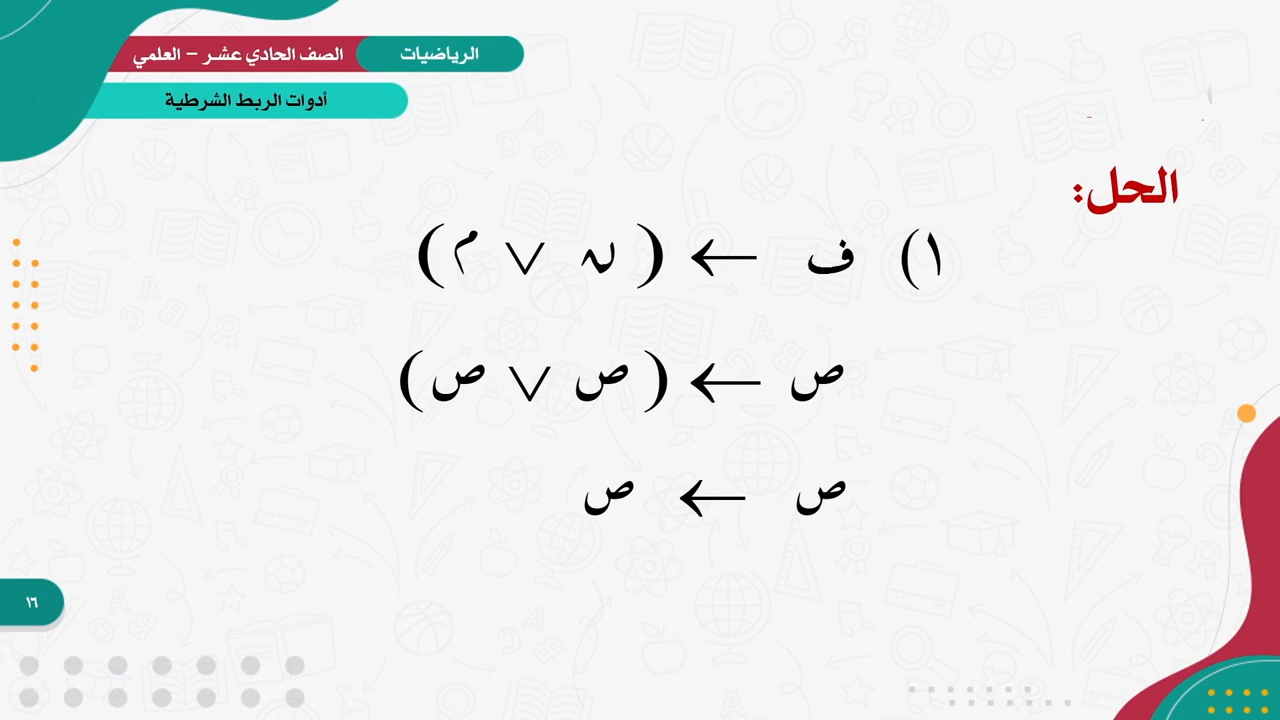 الرياضيات الصف الحادي عشر – العلمي
أدوات الربط الشرطية
الحل:
١) ف ← ( ن ∨ م )
ص ← ( ص ∨ ص )
ص ← ص
١٦